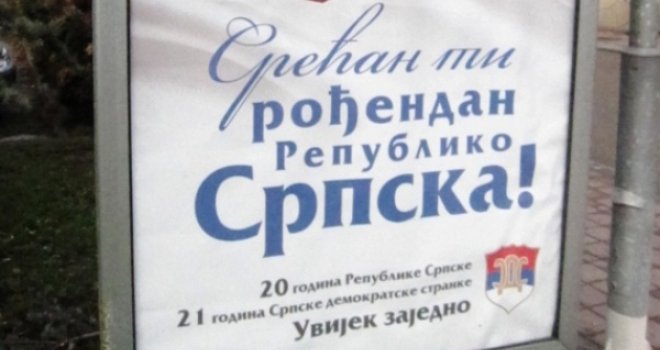 Срећан ти
рођендан
Републико
Српска!
20 година Републике Српске
21 година Српске демократске странке
Увијек заједно